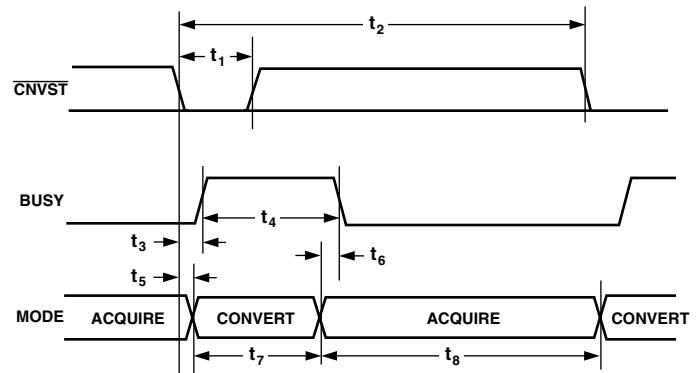 t2
t1
CNVST
BUSY
t4
t3
t6
t5
MODE ACQUIRE CONVERT ACQUIRE CONVERT
t7 t8